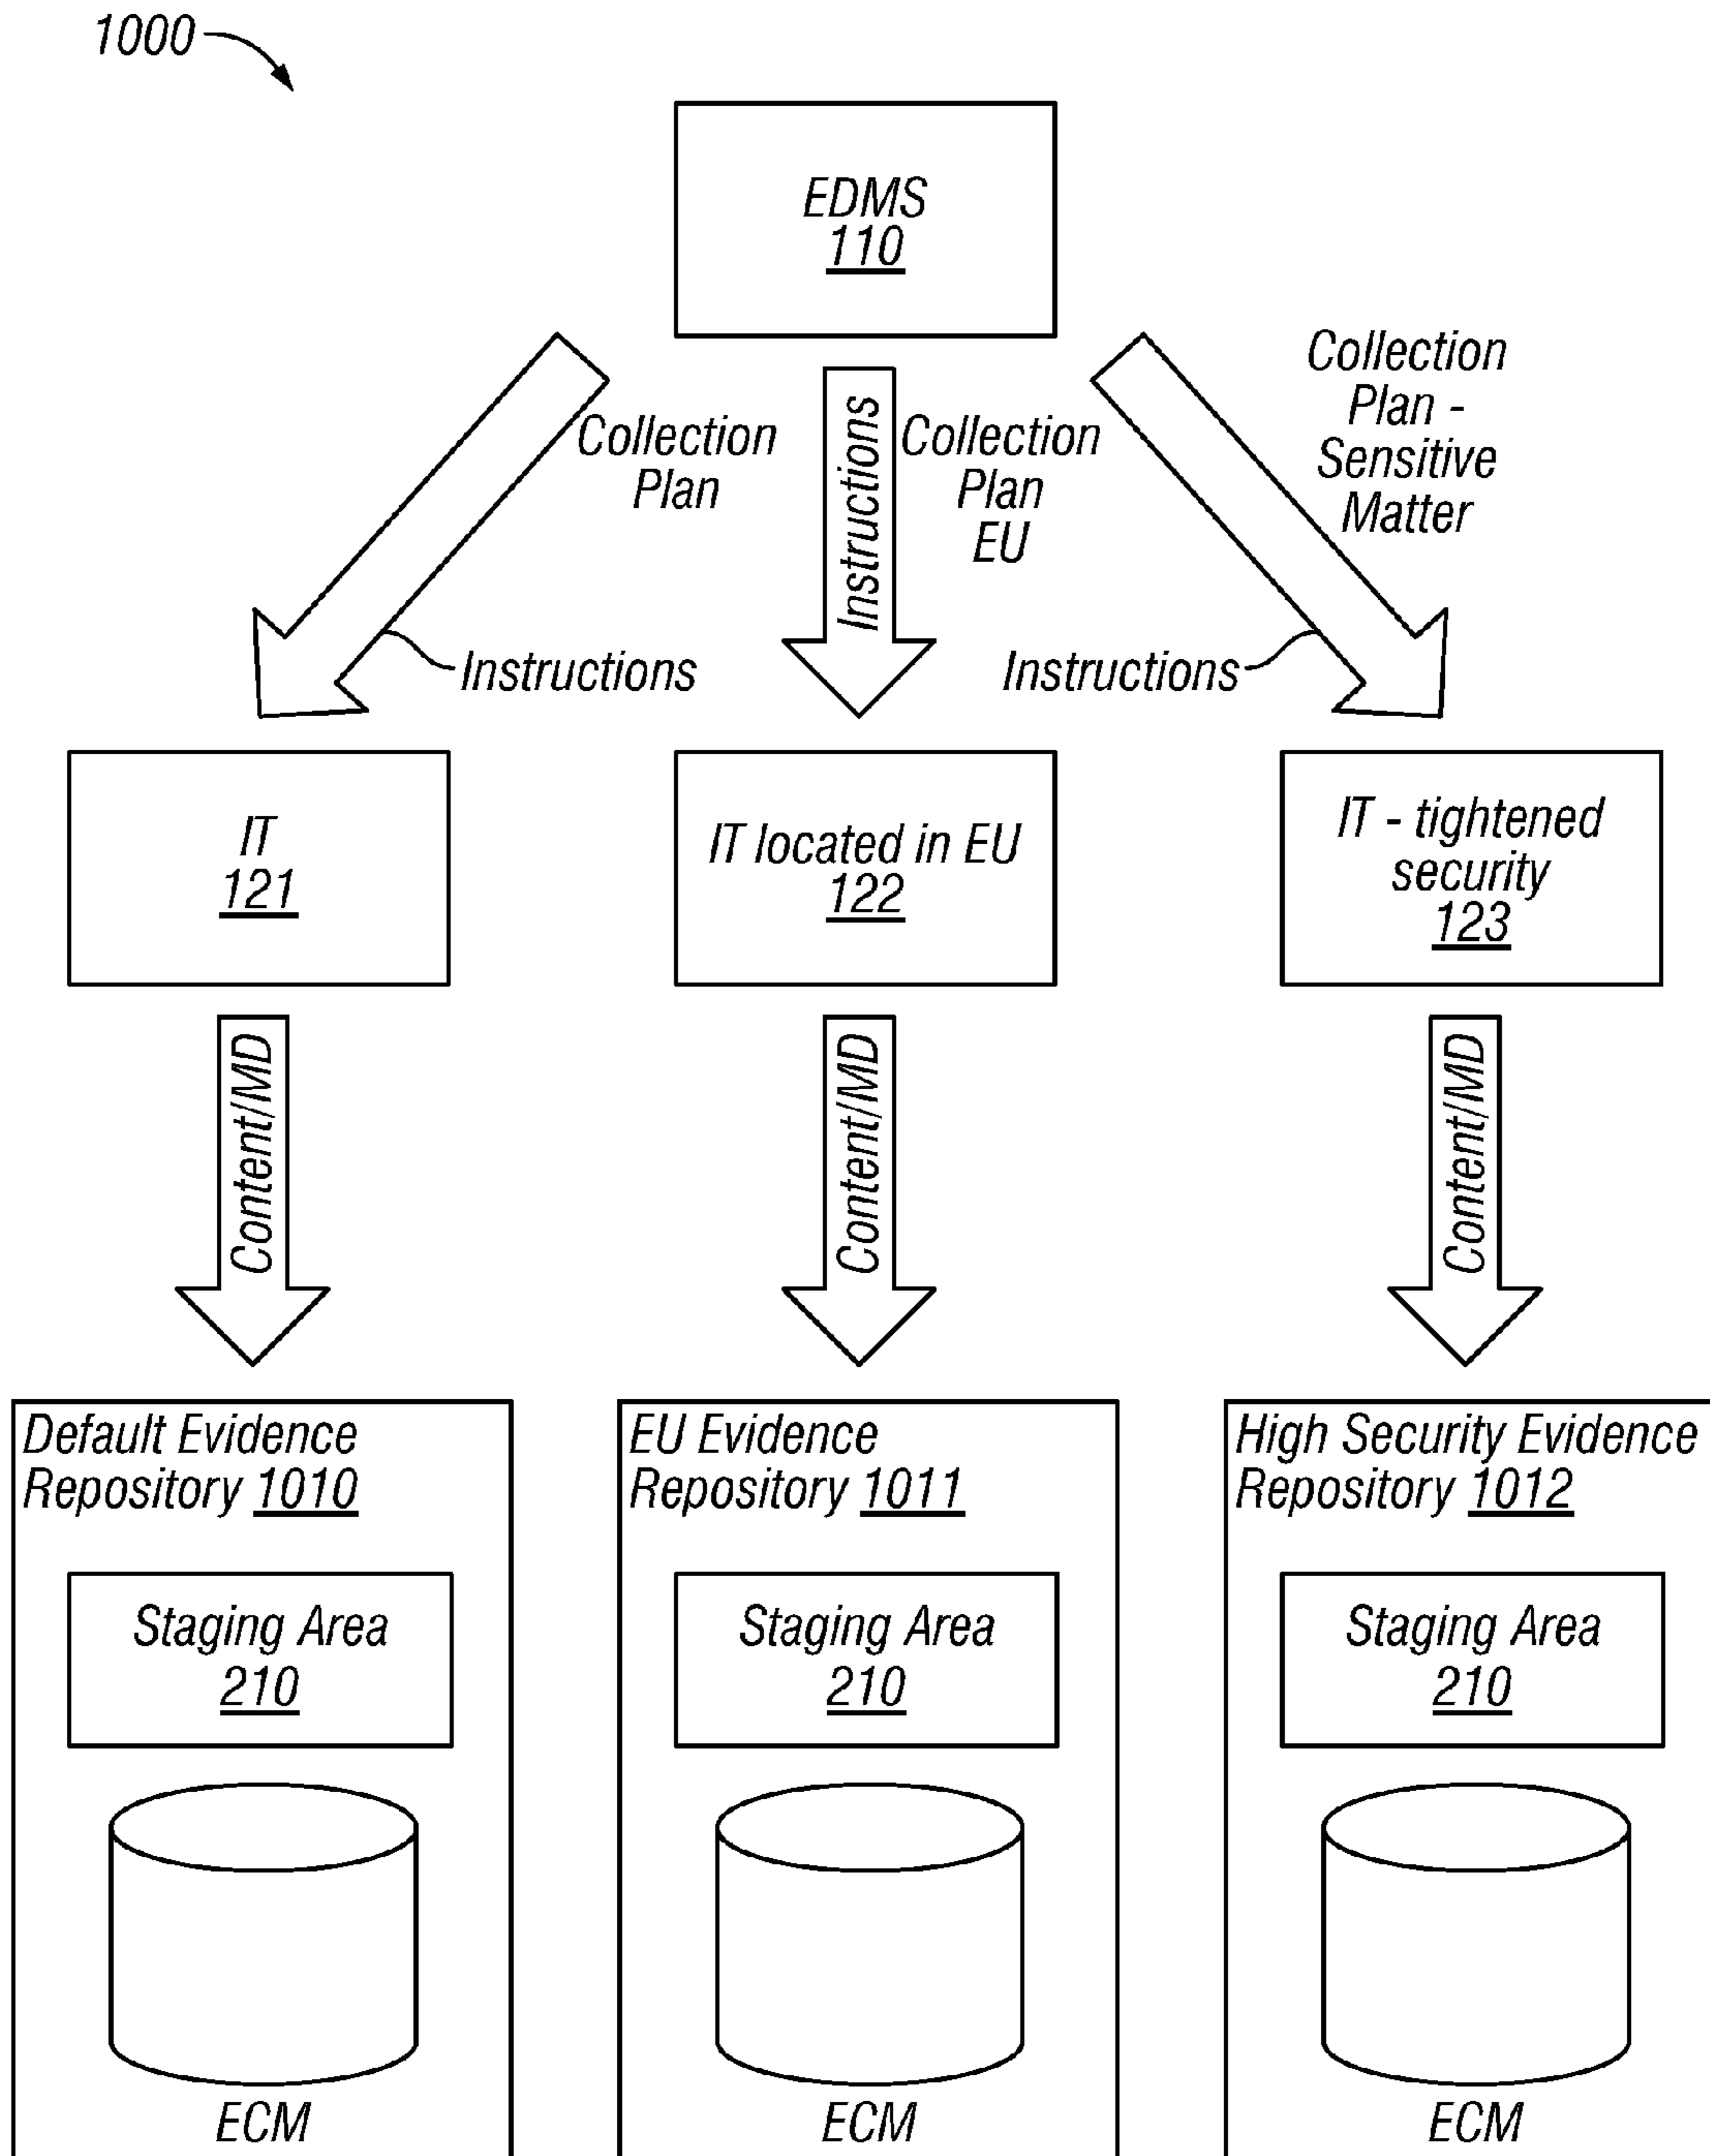 1000
EDMS
110
Collection
Plan
Instructions
Instructions
Collection
Plan
EU
Collection
Plan -
Sensitive
Matter
Instructions
IT
121
IT located in EU
122
IT - tightened
security
123
Content/MD
Content/MD
Content/MD
Default Evidence
Repository 1010
Staging Area
210
ECM
EU Evidence
Repository 1011
Staging Area
210
ECM
High Security Evidence
Repository 1012
Staging Area
210
ECM